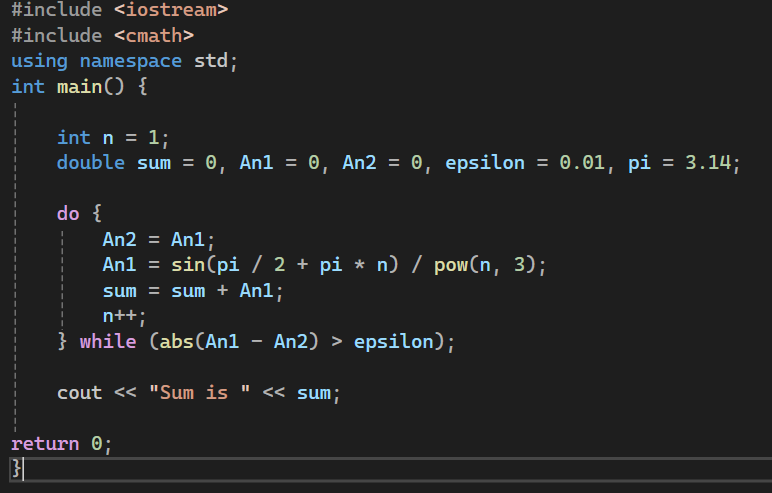 #include <iostream>
#include <cmath>
using namespace std;
int main() {
int n = 1;
double sum = 0, An1 = 0, An2 = 0, epsilon = 0.01, pi = 3.14;
do {
An2 = An1;
An1 = sin(pi / 2 + pi * n) / pow(n, 3);
sum = sum + An1;
n++;
} while (abs(An1 - An2) > epsilon);
cout << "Sum is " << sum;
return 0;
}